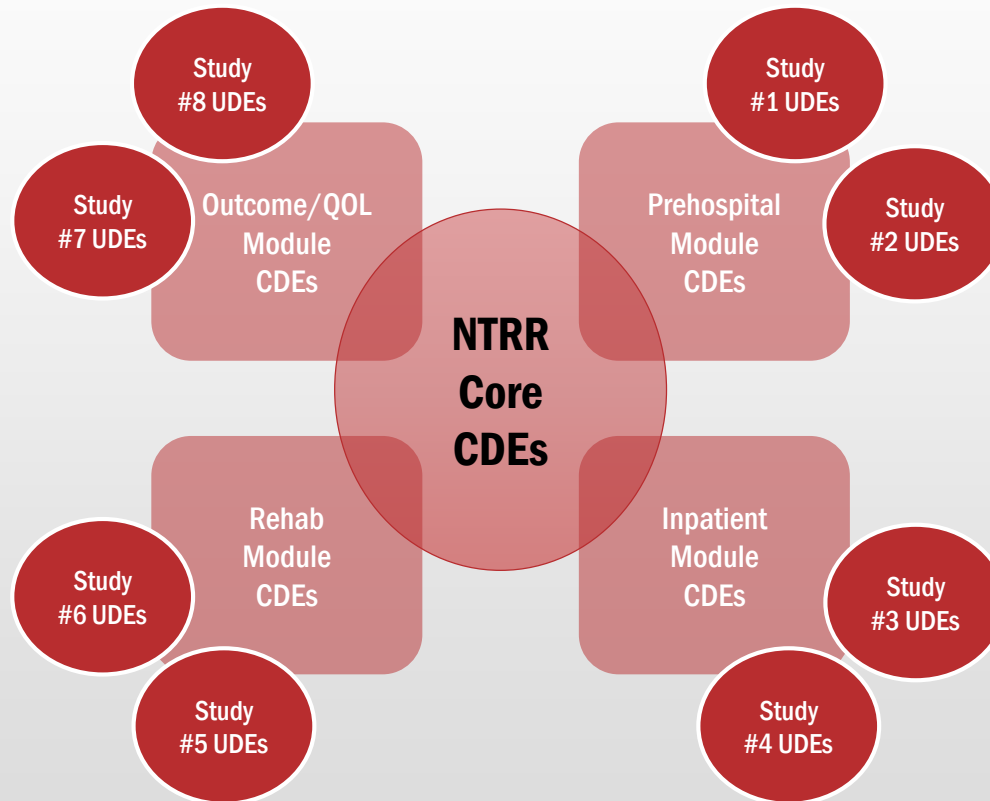 Study
#8 UDEs
Study
#1 UDEs
Study
#7 UDEs
Outcome/QOL
Module
CDEs
Prehospital
Module
CDEs
Study
#2 UDEs
NTRR
Core
CDEs
Rehab
Module
CDEs
Inpatient
Module
CDEs
Study
#6 UDEs
Study
#3 UDEs
Study
#5 UDEs
Study
#4 UDEs